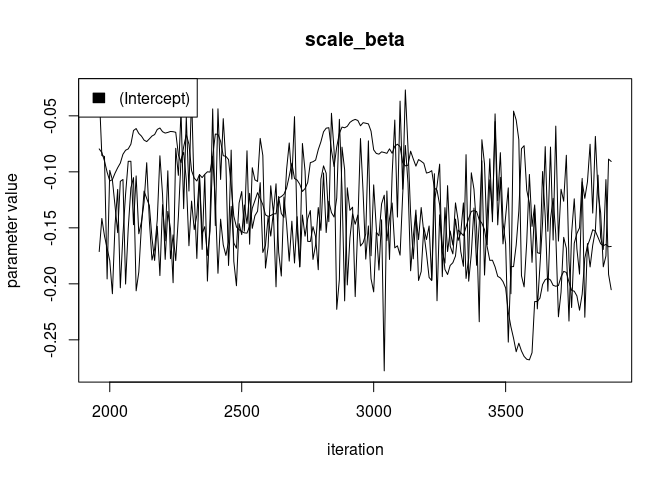 scale_beta
(Intercept)
-0.05
-0.10
-0.15
-0.20
-0.25
parameter value
2000 2500 3000 3500
iteration